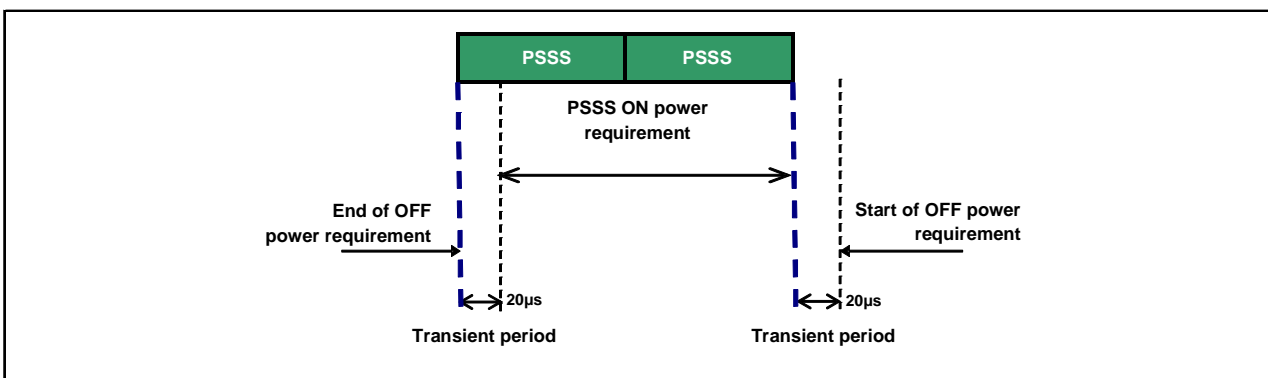 PSSS PSSS
PSSS ON power
requirement
End of OFF
power requirement
Start of OFF power
requirement
20µs
20µs
Transient period
Transient period